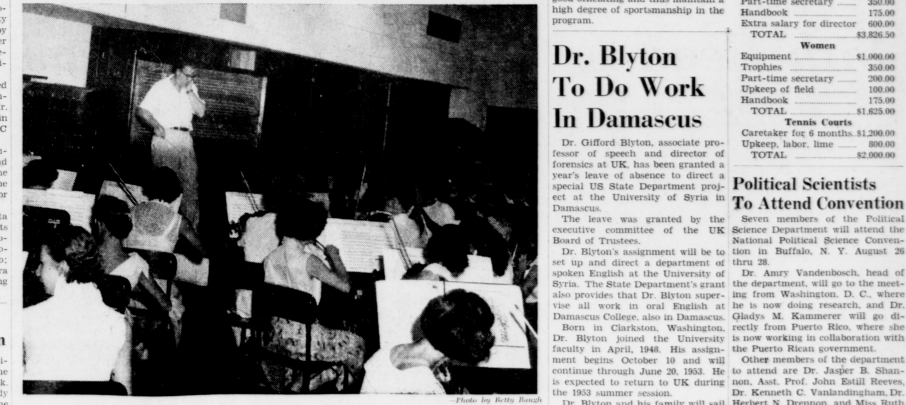 program.
—Photo by Betty Baugh
high degree of sportsmanship in the
Dr. Blyton
To Do Work
In Damascus
Dr. Gifford Blyton, associate pro-
fessor of speech and director of
forensics at UK, has been granted a
year's leave of absence to direct a
special US State Department proj-
ect at the University of Syria in
Damascus.
The leave was granted by the
executive committee of the UK
Board of Trustees.
Dr. Blyton's assignment will be to
set up and direct a department of
spoken English at the University of
Syria. The State Department's grant
also provides that Dr. Blyton super-
vise all work in oral English at
Damascus College, also in Damascus.
Born in Clarkston, Washington,
Dr. Blyton joined the University
faculty in April, 1948. His assign-
ment begins October 10 and will
continue through June 20, 1953. He
is expected to return to UK during
the 1953 summer session.
Dr. Blyton and his family will sail
Part-time secretary 350.00
Handbook 175.00
Extra salary for director 600.00
TOTAL $3,826.50
Women
Equipment $1,000.00
Trophies 350.00
Part-time secretary 200.00
Upkeep of field 100.00
Handbook 175.00
TOTAL $1,625.00
Tennis Courts
Caretaker for 6 months $1,200.00
Upkeep, labor, lime 800.00
TOTAL $2,000.00
Political Scientists
To Attend Convention
Seven members of the Political
Science Department will attend the
National Political Science Conven-
tion in Buffalo, N. Y. August 26
thru 28.
Dr. Amry Vandenbosch, head of
the department, will go to the meet-
ing from Washington, D. C., where
he is now doing research, and Dr.
Gladys M. Kammerer will go di-
rectly from Puerto Rico, where she
is now working in collaboration with
the Puerto Rican government.
Other members of the department
to attend are Dr. Jasper B. Shan-
non, Asst. Prof. John Estill Reeves,
Dr. Kenneth C. Vanlandingham, Dr.
Herbert N. Drennon, and Miss Ruth